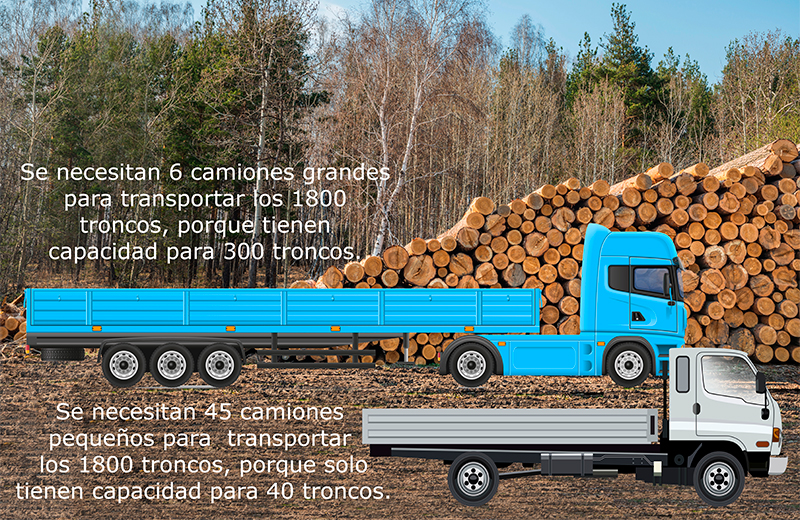 Se necesitan 6 camiones grandes
para transportar los 1800
troncos, porque tienen
capacidad para 300 troncos.
Se necesitan 45 camiones
pequeños para transportar
los 1800 troncos, porque solo
tienen capacidad para 40 troncos.